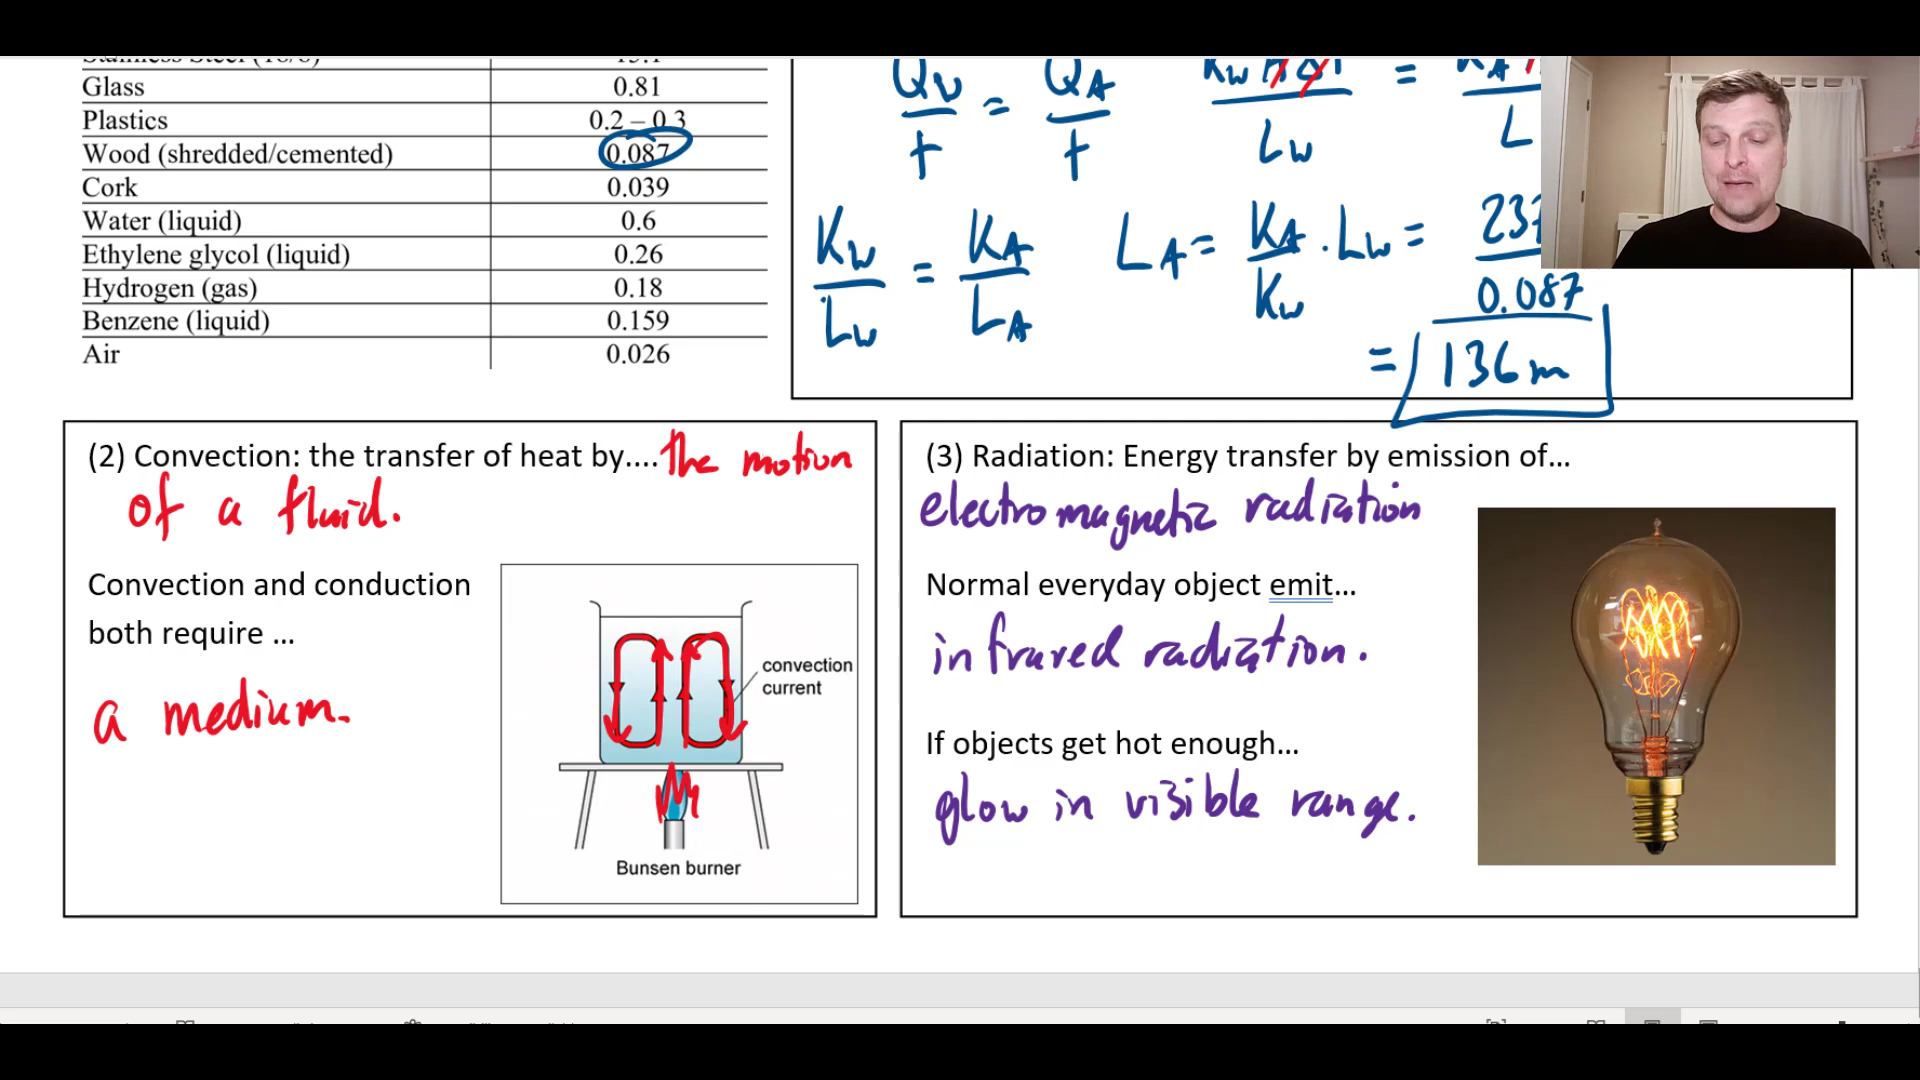 Glass 0.81
Plastics 0.2 – 0.3
Wood (shredded/cemented) 0.087
Cork 0.039
Water (liquid) 0.6
Ethylene glycol (liquid) 0.26
Hydrogen (gas) 0.18
Benzene (liquid) 0.159
Air 0.026
Qw/t = QA/t
Lw
Kw/Lw = KA/LA LA = KA/Kw · Lw =
0.087
= 136m
(2) Convection: the transfer of heat by.... the motion
of a fluid.
Convection and conduction
both require ...
a medium.
convection
current
Bunsen burner
(3) Radiation: Energy transfer by emission of...
electromagnetic radiation
Normal everyday object emit...
infrared radiation.
If objects get hot enough...
glow in visible range.